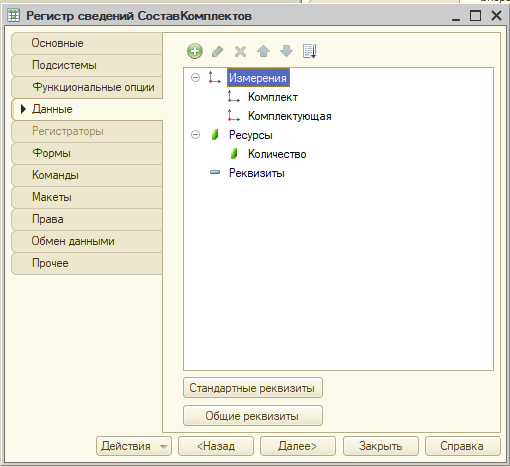 Регистр сведений СоставКомплектов
Основные
Подсистемы
Функциональные опции
Данные
Регистраторы
Формы
Команды
Макеты
Права
Обмен данными
Прочее
Измерения
Комплект
Комплектующая
Ресурсы
Количество
Реквизиты
Стандартные реквизиты
Общие реквизиты
Действия
<Назад
Далее>
Закрыть
Справка